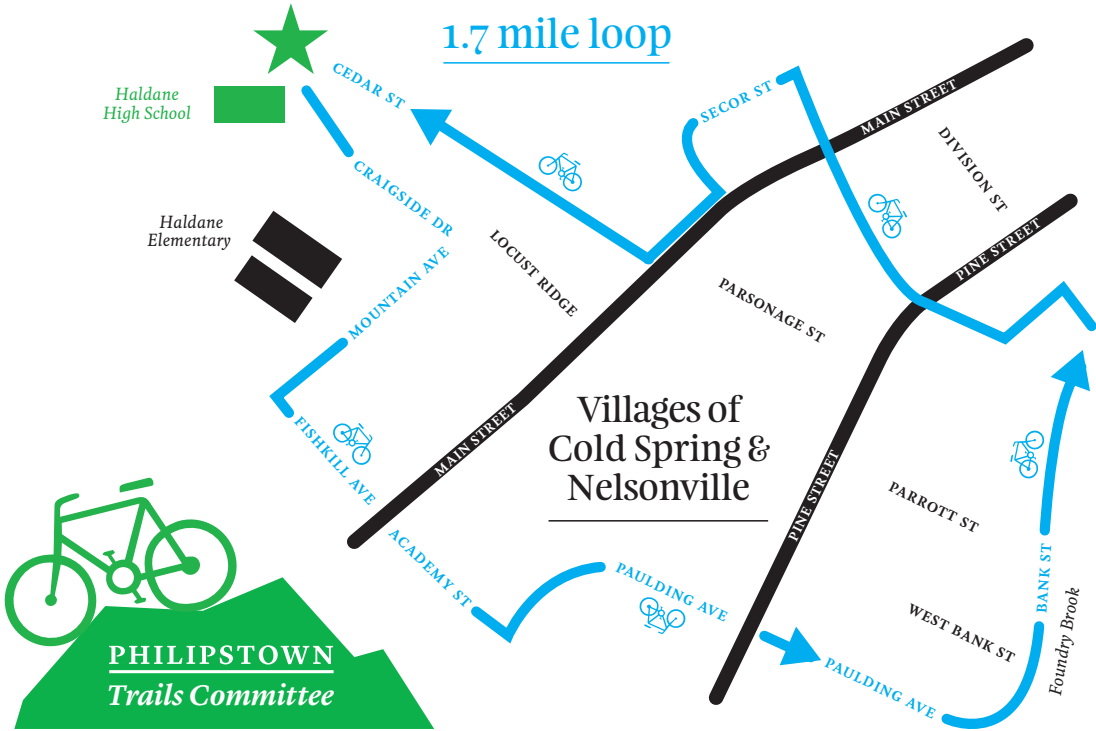 1.7 mile loop
CEDAR ST
Haldane
High School
SECOR ST
MAIN STREET
DIVISION ST
CRAIGSIDE DR
Haldane
Elementary
MOUNTAIN AVE
LOCUST RIDGE
PINE STREET
PARSONAGE ST
Villages of
Cold Spring &
Nelsonville
MAIN STREET
FISHKILL AVE
PINE STREET
PARROTT ST
ACADEMY ST
PAULDING AVE
BANK ST
Foundry Brook
WEST BANK ST
PAULDING AVE
PHILIPSTOWN
Trails Committee